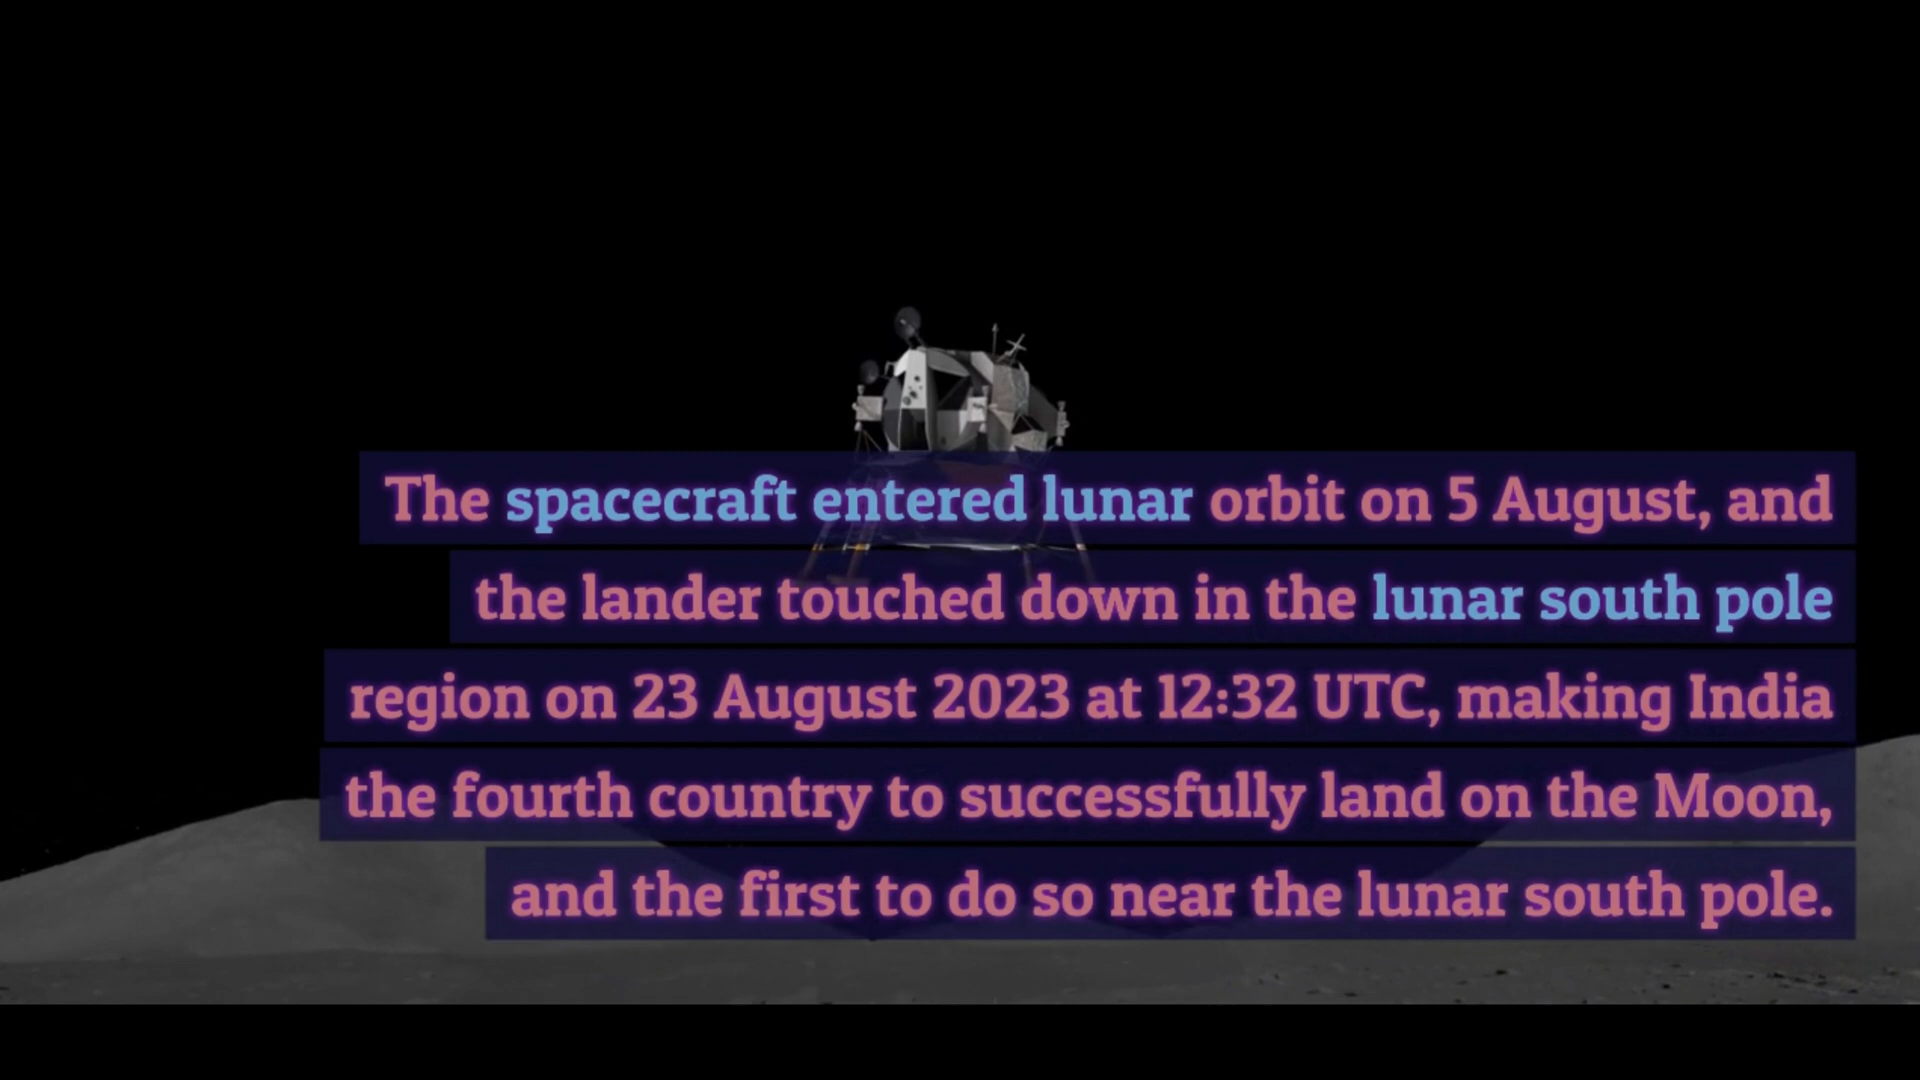 The spacecraft entered lunar orbit on 5 August, and
the lander touched down in the lunar south pole
region on 23 August 2023 at 12:32 UTC, making India
the fourth country to successfully land on the Moon,
and the first to do so near the lunar south pole.